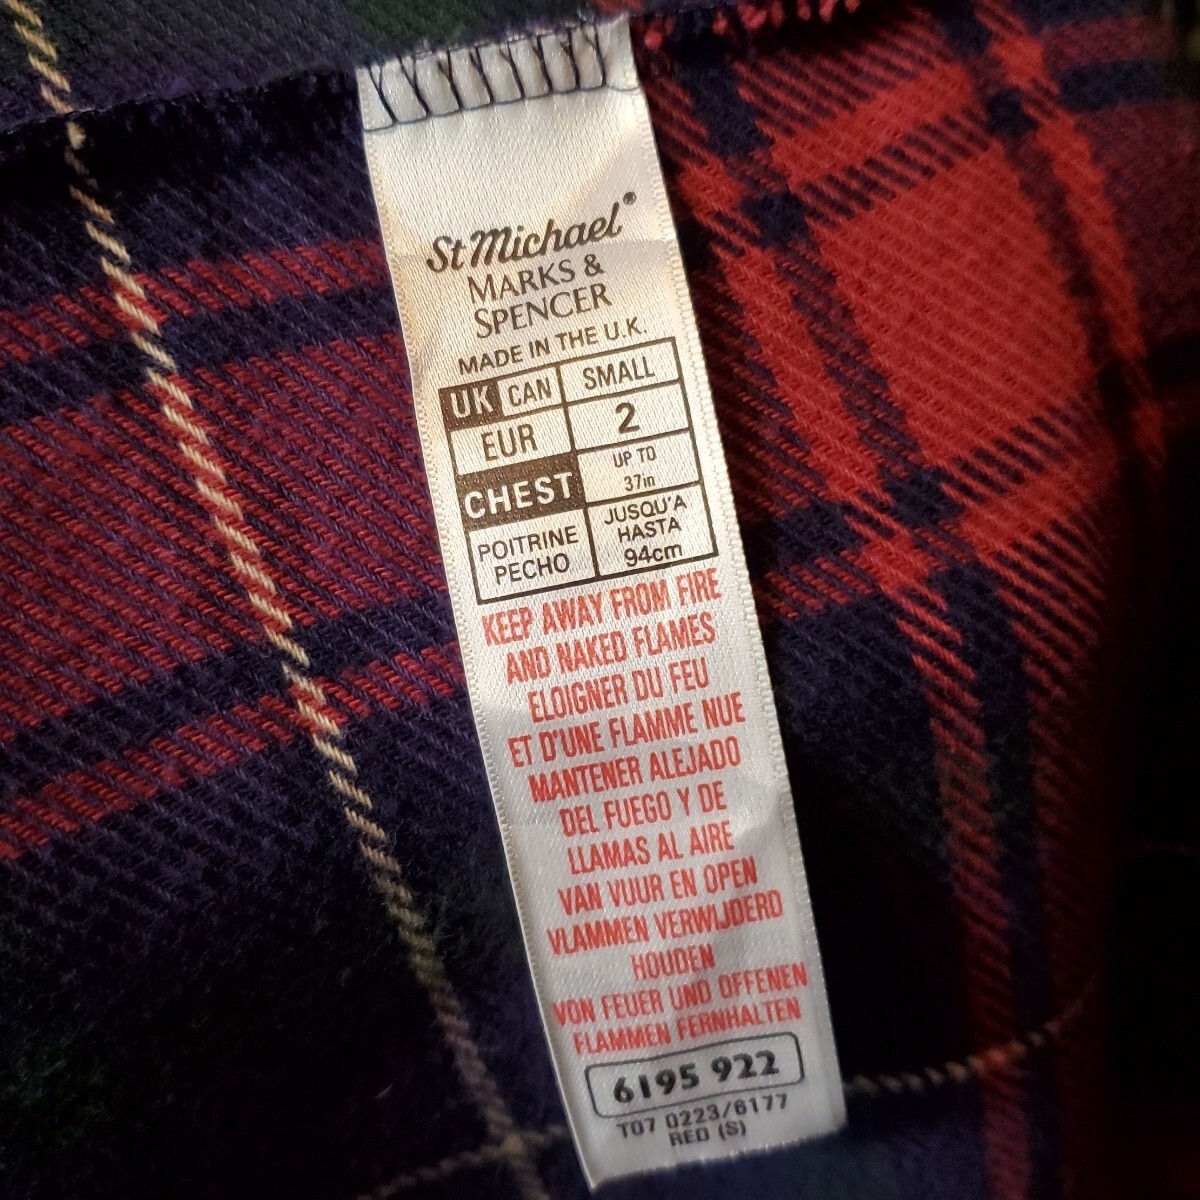 St Michael®
MARKS &
SPENCER
MADE IN THE U.K.
UK CAN SMALL
EUR 2
CHEST UP TO 37in
POITRINE PECHO JUSQU'A HASTA 94cm
KEEP AWAY FROM FIRE
AND NAKED FLAMES
ELOIGNER DU FEU
ET D'UNE FLAMME NUE
MANTENER ALEJADO
DEL FUEGO Y DE
LLAMAS AL AIRE
VAN VUUR EN OPEN
VLAMMEN VERWIJDERD
HOUDEN
VON FEUER UND OFFENEN
FLAMMEN FERNHALTEN
6195 922
T07 0223/6177
RED (S)